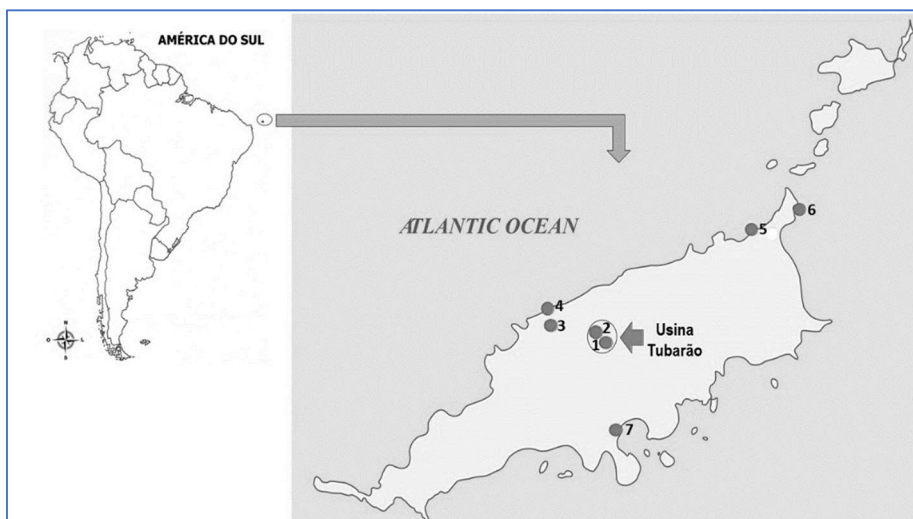 AMÉRICA DO SUL
ATLANTIC OCEAN
6
5
4
3
2
1
Usina
Tubarão
7
N
O L
S